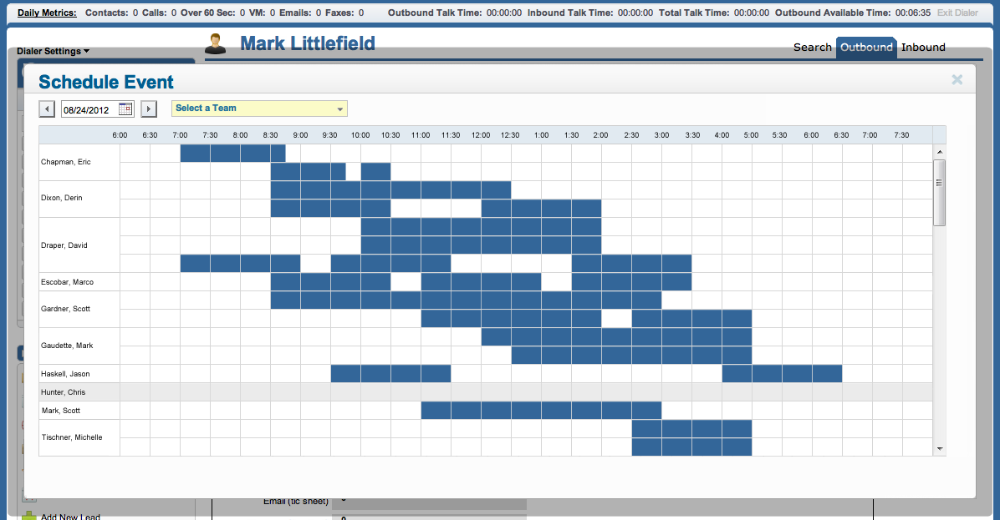 Daily Metrics: Contacts: 0 Calls: 0 Over 60 Sec: 0 VM: 0 Emails: 0 Faxes: 0 Outbound Talk Time: 00:00:00 Inbound Talk Time: 00:00:00 Total Talk Time: 00:00:00 Outbound Available Time: 00:06:35 Exit Dialer
Dialer Settings
Mark Littlefield
Search Outbound Inbound
Schedule Event
08/24/2012 Select a Team
6:00 6:30 7:00 7:30 8:00 8:30 9:00 9:30 10:00 10:30 11:00 11:30 12:00 12:30 1:00 1:30 2:00 2:30 3:00 3:30 4:00 5:00 5:30 6:00 6:30 7:00 7:30
Chapman, Eric
Dixon, Derin
Draper, David
Escobar, Marco
Gardner, Scott
Gaudette, Mark
Haskell, Jason
Hunter, Chris
Mark, Scott
Tischner, Michelle
Email (tic sheet)
Add New Lead